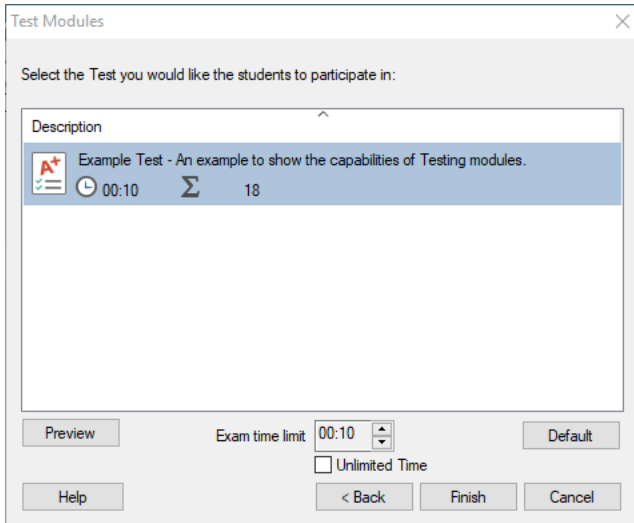 Test Modules
Select the Test you would like the students to participate in:
Description
A+
Example Test - An example to show the capabilities of Testing modules.
00:10 Σ 18
Preview Exam time limit 00:10 Default
Unlimited Time
Help < Back Finish Cancel